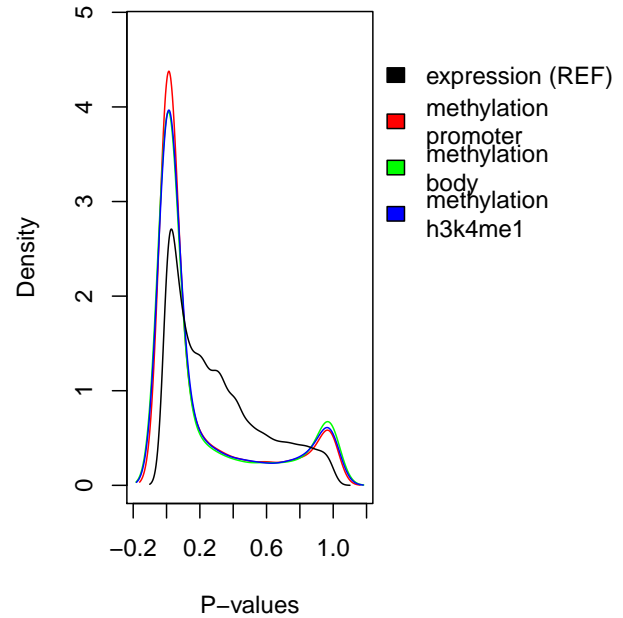 5
4
3
2
1
0
Density
−0.2
0.2
0.6
1.0
P−values
expression (REF)
methylation
promoter
methylation
body
methylation
h3k4me1